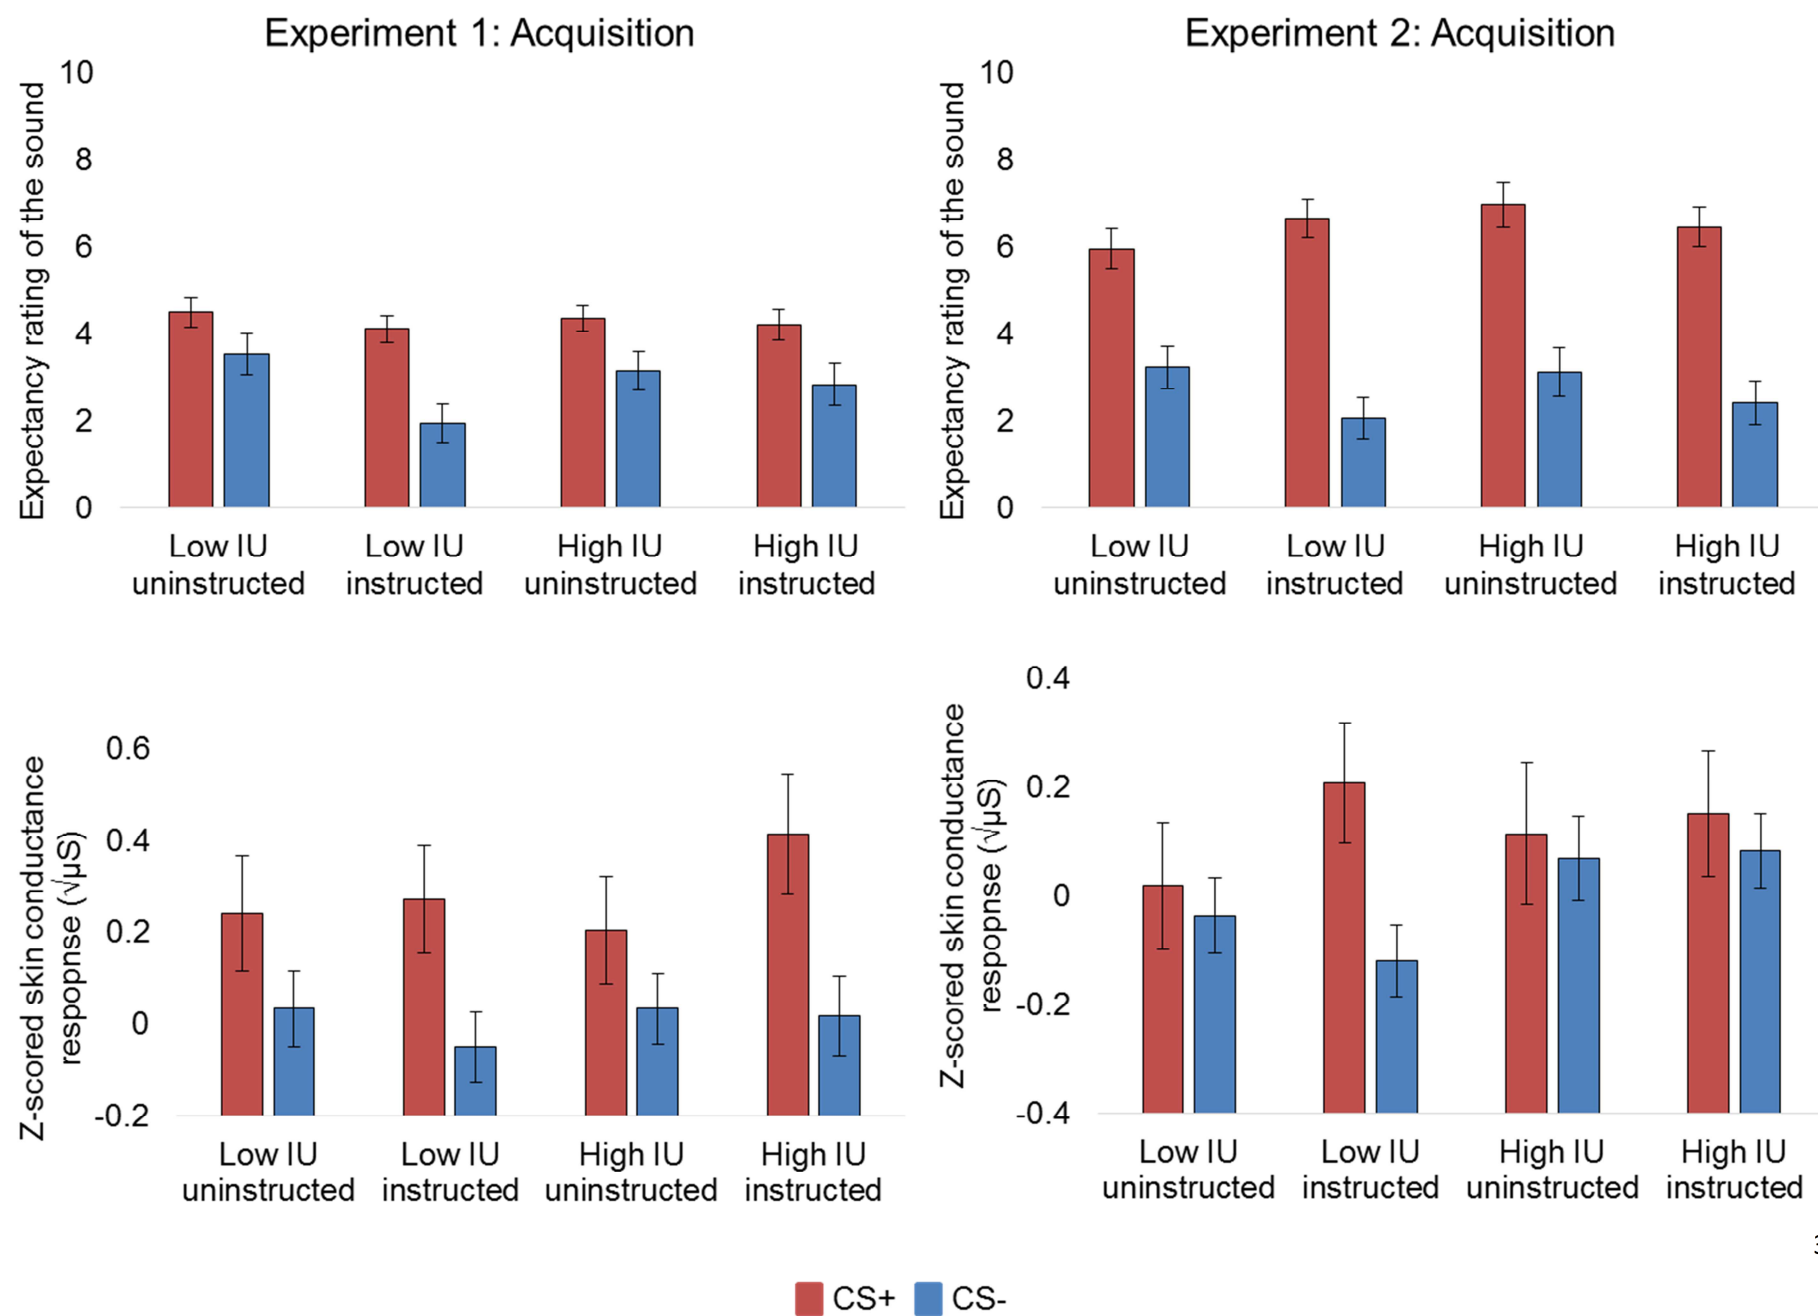 Experiment 1: Acquisition
Expectancy rating of the sound
10
8
6
4
2
0
Low IU uninstructed
Low IU instructed
High IU uninstructed
High IU instructed
Experiment 2: Acquisition
Expectancy rating of the sound
10
8
6
4
2
0
Low IU uninstructed
Low IU instructed
High IU uninstructed
High IU instructed
Z-scored skin conductance
respopnse (√µS)
0.6
0.4
0.2
0
-0.2
Low IU uninstructed
Low IU instructed
High IU uninstructed
High IU instructed
Z-scored skin conductance
respopnse (√µS)
0.4
0.2
0
-0.2
-0.4
Low IU uninstructed
Low IU instructed
High IU uninstructed
High IU instructed
CS+ CS-